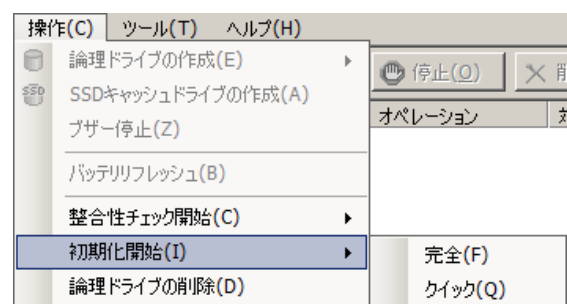 操作(C) ツール(T) ヘルプ(H)
論理ドライブの作成(E)
SSD SSDキャッシュドライブの作成(A)
ブザー停止(Z)
バッテリリフレッシュ(B)
整合性チェック開始(C)
初期化開始(I)
論理ドライブの削除(D)
停止(O)
オペレーション
完全(F)
クイック(Q)